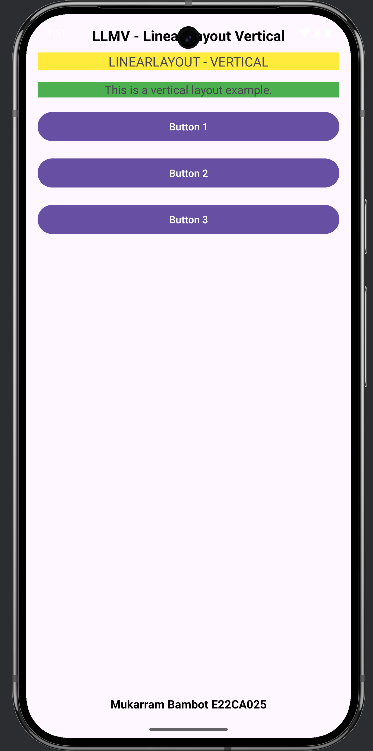 LLMV - Linea ayout Vertical
LINEARLAYOUT - VERTICAL
This is a vertical layout example.
Button 1
Button 2
Button 3
Mukarram Bambot E22CA025